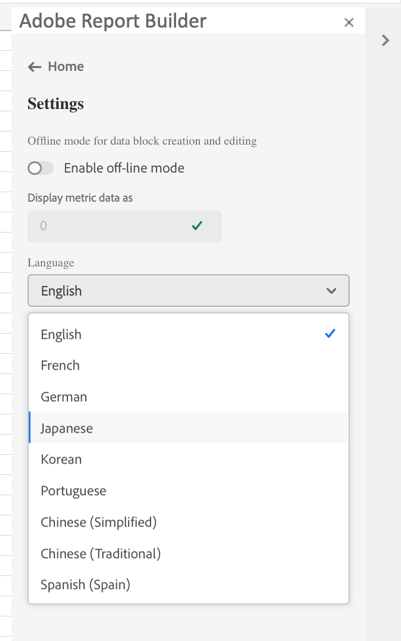 Adobe Report Builder
Home
Settings
Offline mode for data block creation and editing
Enable off-line mode
Display metric data as
0
Language
English
English
French
German
Japanese
Korean
Portuguese
Chinese (Simplified)
Chinese (Traditional)
Spanish (Spain)